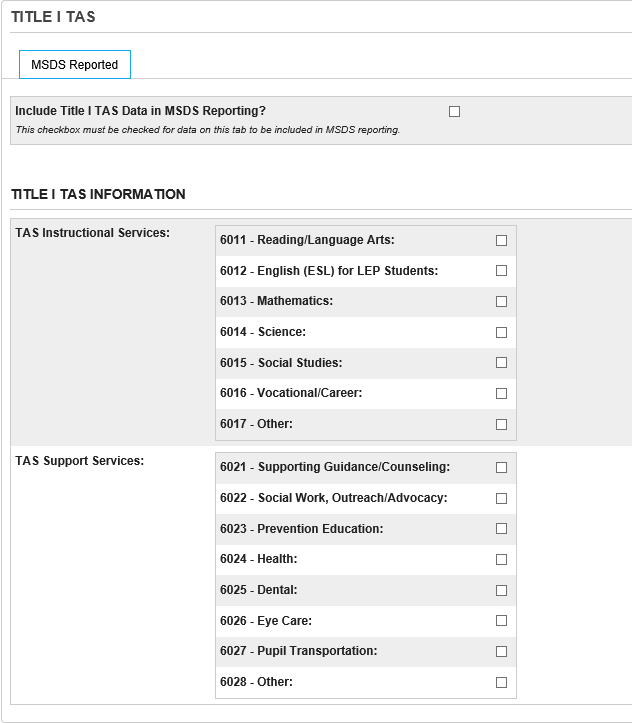 TITLE I TAS
MSDS Reported
Include Title I TAS Data in MSDS Reporting?
This checkbox must be checked for data on this tab to be included in MSDS reporting.
TITLE I TAS INFORMATION
TAS Instructional Services:
6011 - Reading/Language Arts:
6012 - English (ESL) for LEP Students:
6013 - Mathematics:
6014 - Science:
6015 - Social Studies:
6016 - Vocational/Career:
6017 - Other:
TAS Support Services:
6021 - Supporting Guidance/Counseling:
6022 - Social Work, Outreach/Advocacy:
6023 - Prevention Education:
6024 - Health:
6025 - Dental:
6026 - Eye Care:
6027 - Pupil Transportation:
6028 - Other: